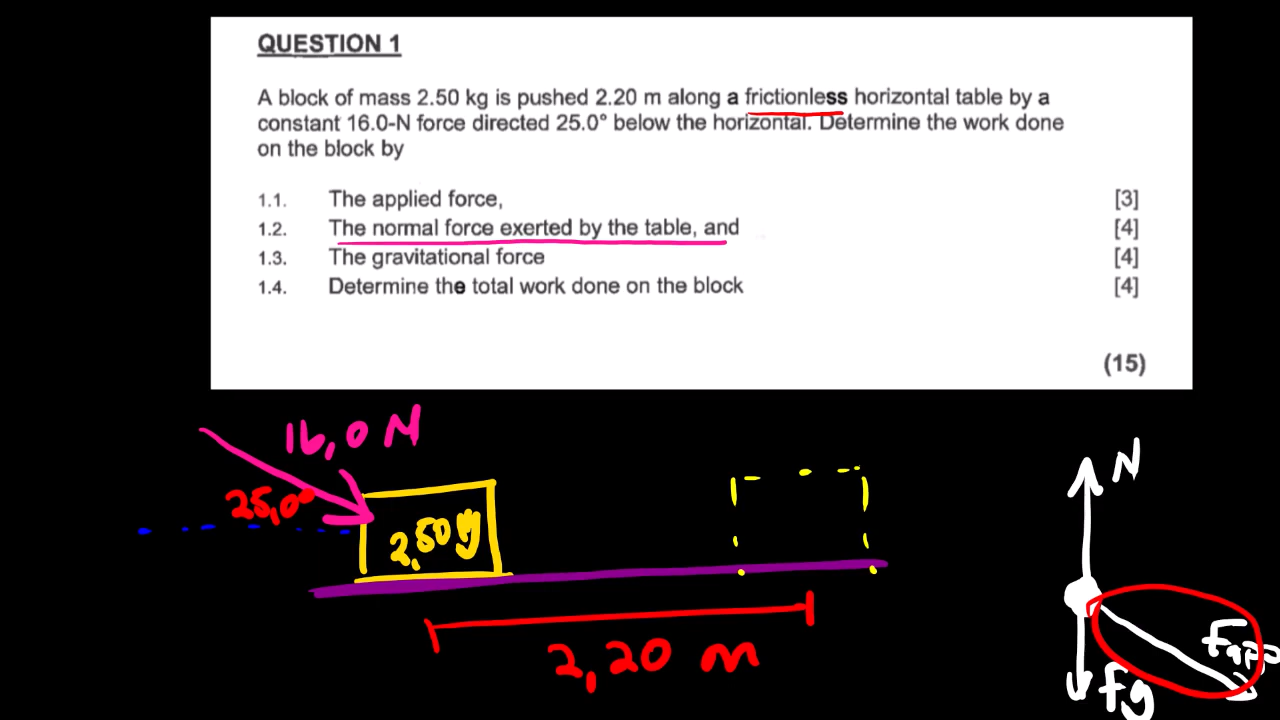 QUESTION 1
A block of mass 2.50 kg is pushed 2.20 m along a frictionless horizontal table by a
constant 16.0-N force directed 25.0° below the horizontal. Determine the work done
on the block by
1.1. The applied force, [3]
1.2. The normal force exerted by the table, and [4]
1.3. The gravitational force [4]
1.4. Determine the total work done on the block [4]
(15)
16,0 N
25,0°
2,50 kg
2,20 m
N
Fapp
Fg